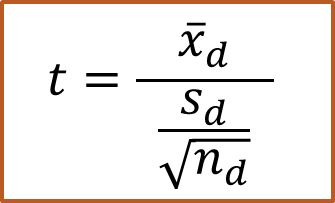 t = x̄_d / (s_d / √n_d)